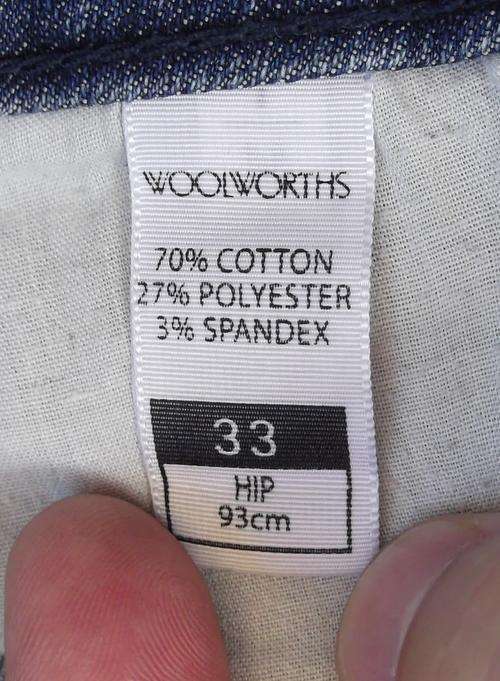 WOOLWORTHS
70% COTTON
27% POLYESTER
3% SPANDEX
33
HIP
93cm